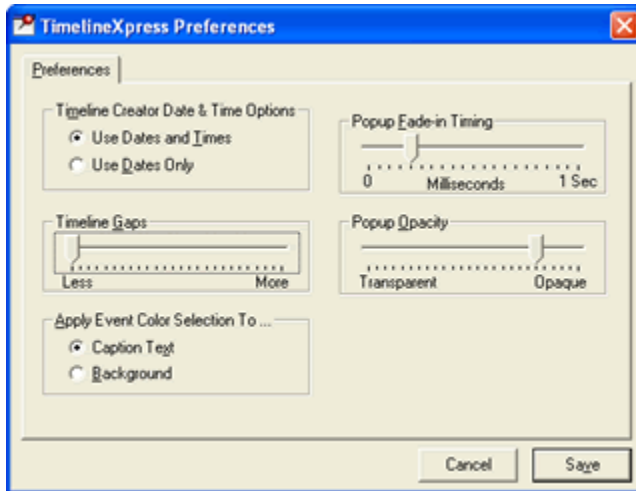 TimelineXpress Preferences
Preferences
Timeline Creator Date & Time Options
Use Dates and Times
Use Dates Only
Popup Fade-in Timing
0 Milliseconds 1 Sec
Timeline Gaps
Less More
Popup Opacity
Transparent Opaque
Apply Event Color Selection To ...
Caption Text
Background
Cancel Save